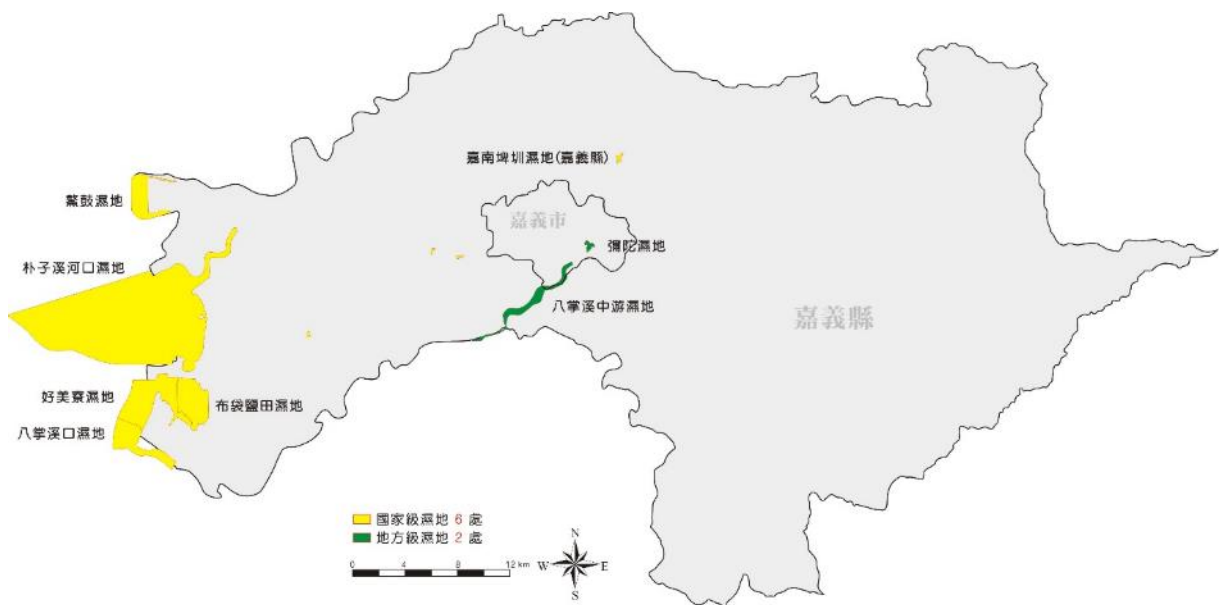 嘉南埤圳濕地(嘉義縣)
鰲鼓濕地
嘉義市
彌陀濕地
朴子溪河口濕地
八掌溪中游濕地
嘉義縣
好美寮濕地
布袋鹽田濕地
八掌溪口濕地
國家級濕地 6 處
地方級濕地 2 處
0 4 8 12 km
N
W E
S